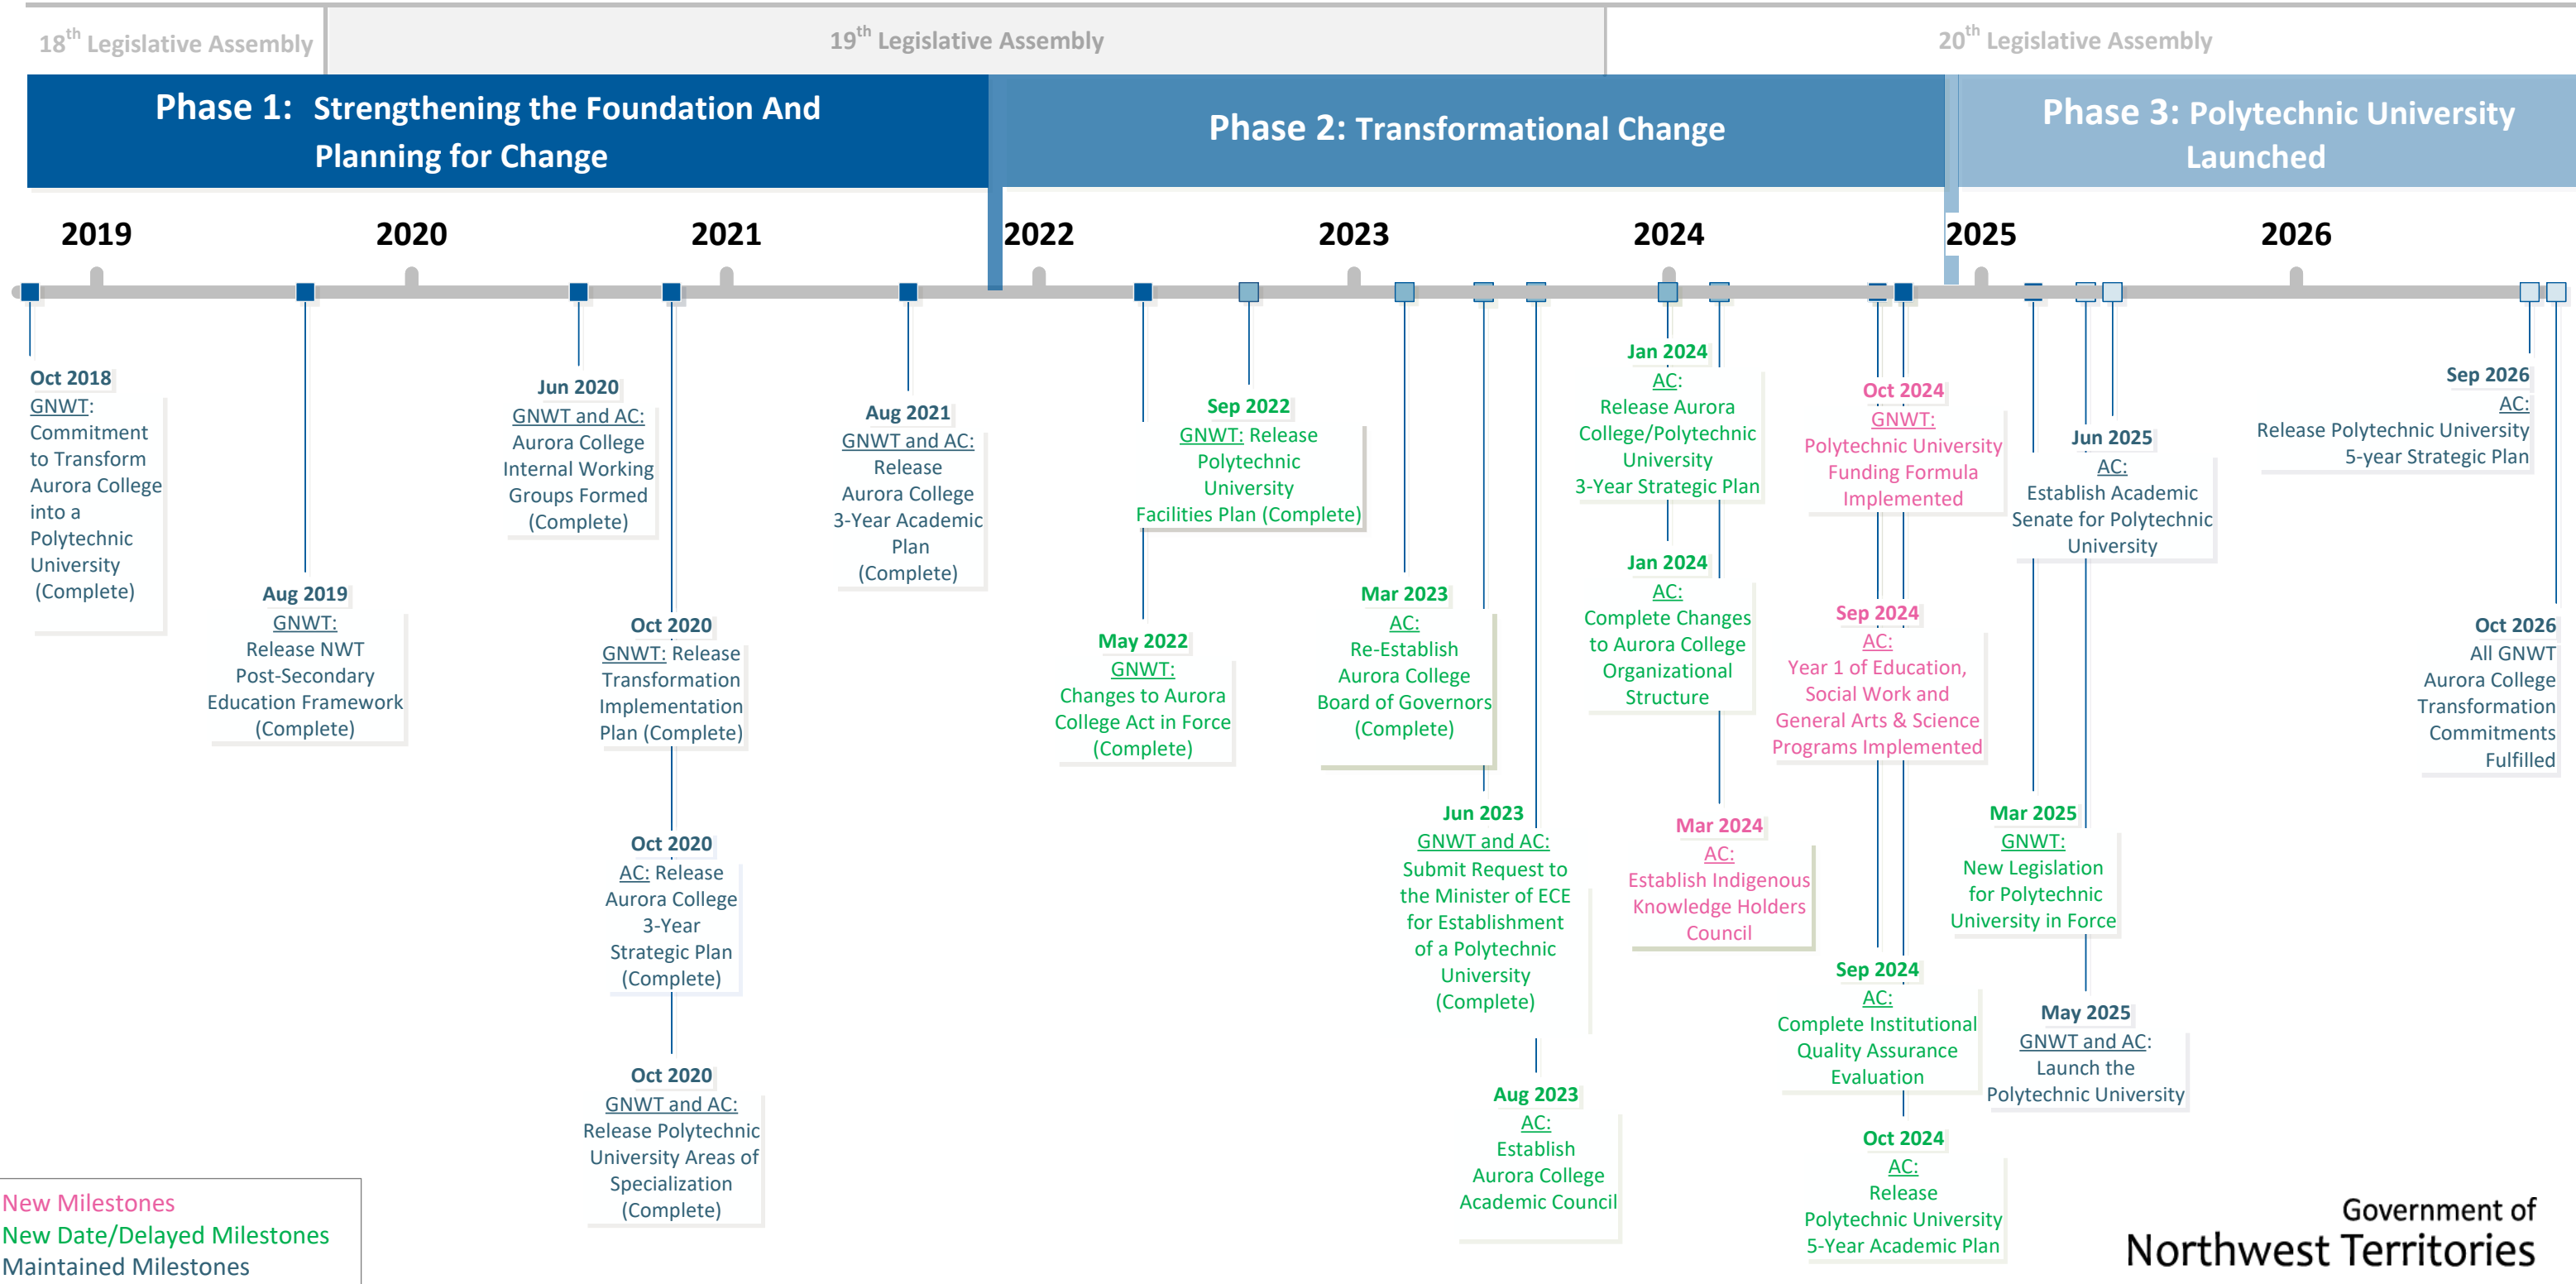 18th Legislative Assembly
19th Legislative Assembly
20th Legislative Assembly
Phase 1: Strengthening the Foundation And
Planning for Change
Phase 2: Transformational Change
Phase 3: Polytechnic University
Launched
2019
2020
2021
2022
2023
2024
2025
2026
Oct 2018
GNWT:
Commitment
to Transform
Aurora College
into a
Polytechnic
University
(Complete)
Aug 2019
GNWT:
Release NWT
Post-Secondary
Education Framework
(Complete)
Jun 2020
GNWT and AC:
Aurora College
Internal Working
Groups Formed
(Complete)
Oct 2020
GNWT: Release
Transformation
Implementation
Plan (Complete)
Oct 2020
AC: Release
Aurora College
3-Year
Strategic Plan
(Complete)
Oct 2020
GNWT and AC:
Release Polytechnic
University Areas of
Specialization
(Complete)
Aug 2021
GNWT and AC:
Release
Aurora College
3-Year Academic
Plan
(Complete)
May 2022
GNWT:
Changes to Aurora
College Act in Force
(Complete)
Sep 2022
GNWT: Release
Polytechnic
University
Facilities Plan (Complete)
Mar 2023
AC:
Re-Establish
Aurora College
Board of Governors
(Complete)
Jun 2023
GNWT and AC:
Submit Request to
the Minister of ECE
for Establishment
of a Polytechnic
University
(Complete)
Aug 2023
AC:
Establish
Aurora College
Academic Council
Jan 2024
AC:
Release Aurora
College/Polytechnic
University
3-Year Strategic Plan
Jan 2024
AC:
Complete Changes
to Aurora College
Organizational
Structure
Mar 2024
AC:
Establish Indigenous
Knowledge Holders
Council
Oct 2024
GNWT:
Polytechnic University
Funding Formula
Implemented
Sep 2024
AC:
Year 1 of Education,
Social Work and
General Arts & Science
Programs Implemented
Sep 2024
AC:
Complete Institutional
Quality Assurance
Evaluation
Oct 2024
AC:
Release
Polytechnic University
5-Year Academic Plan
Jun 2025
AC:
Establish Academic
Senate for Polytechnic
University
Mar 2025
GNWT:
New Legislation
for Polytechnic
University in Force
May 2025
GNWT and AC:
Launch the
Polytechnic University
Sep 2026
AC:
Release Polytechnic University
5-year Strategic Plan
Oct 2026
All GNWT
Aurora College
Transformation
Commitments
Fulfilled
New Milestones
New Date/Delayed Milestones
Maintained Milestones
Government of
Northwest Territories